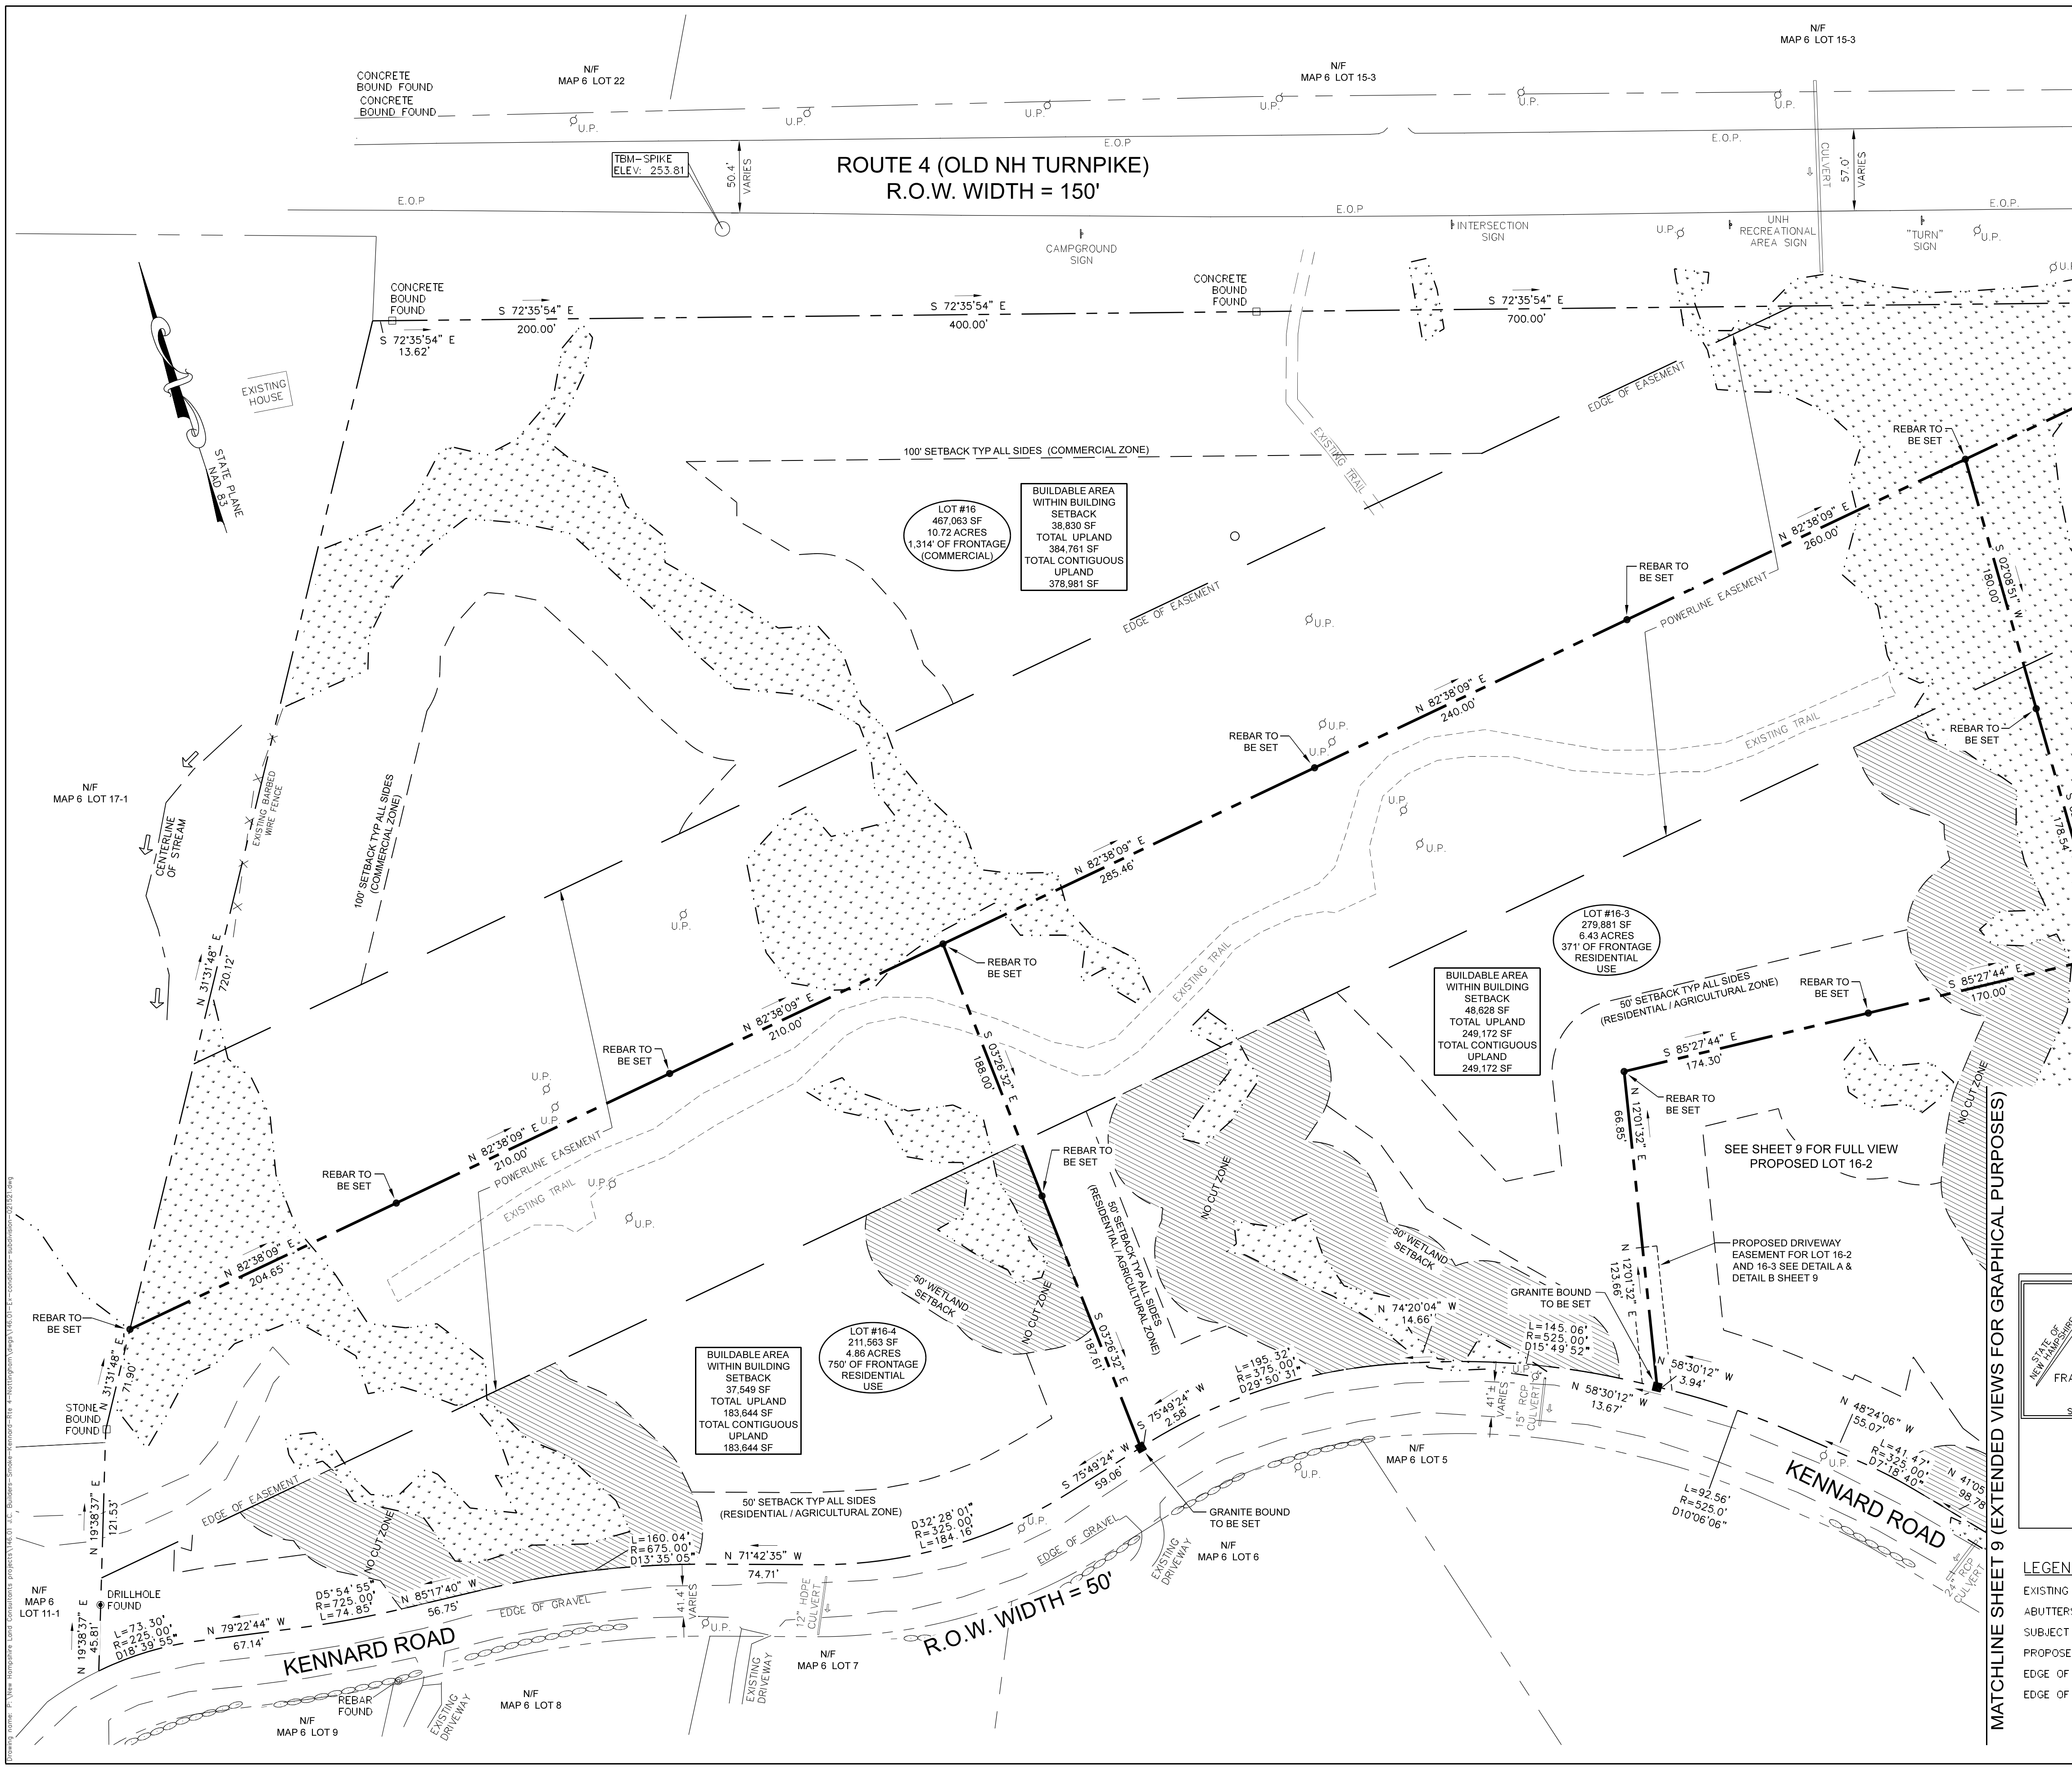 N/F
MAP 6 LOT 22
N/F
MAP 6 LOT 15-3
N/F
MAP 6 LOT 15-3
CONCRETE
BOUND FOUND
CONCRETE
BOUND FOUND
U.P.
U.P.
U.P.
U.P.
U.P.
U.P.
E.O.P
E.O.P.
TBM-SPIKE
ELEV: 253.81
50.4'
VARIES
ROUTE 4 (OLD NH TURNPIKE)
R.O.W. WIDTH = 150'
CULVERT
57.0'
VARIES
E.O.P
E.O.P
E.O.P.
CAMPGROUND
SIGN
INTERSECTION
SIGN
U.P.
UNH
RECREATIONAL
AREA SIGN
"TURN"
SIGN
U.P.
CONCRETE
BOUND
FOUND
S 72°35'54" E
200.00'
S 72°35'54" E
13.62'
S 72°35'54" E
400.00'
CONCRETE
BOUND
FOUND
S 72°35'54" E
700.00'
EXISTING
HOUSE
STATE PLANE
NAD 83
EDGE OF EASEMENT
100' SETBACK TYP ALL SIDES (COMMERCIAL ZONE)
EXISTING TRAIL
REBAR TO
BE SET
LOT #16
467,063 SF
10.72 ACRES
1,314' OF FRONTAGE
(COMMERCIAL)
BUILDABLE AREA
WITHIN BUILDING
SETBACK
38,830 SF
TOTAL UPLAND
384,761 SF
TOTAL CONTIGUOUS
UPLAND
378,981 SF
N 82°38'09" E
260.00'
S 02°08'51" W
180.00'
EDGE OF EASEMENT
REBAR TO
BE SET
POWERLINE EASEMENT
U.P.
N 82°38'09" E
240.00'
REBAR TO
BE SET
U.P.
U.P.
EXISTING TRAIL
REBAR TO
BE SET
178.54'
N/F
MAP 6 LOT 17-1
CENTERLINE
OF STREAM
EXISTING BARBED
WIRE FENCE
100' SETBACK TYP ALL SIDES
(COMMERCIAL ZONE)
U.P.
U.P.
N 82°38'09" E
285.46'
U.P.
N 31°31'48" E
720.12'
REBAR TO
BE SET
EXISTING TRAIL
LOT #16-3
279,881 SF
6.43 ACRES
371' OF FRONTAGE
RESIDENTIAL
USE
BUILDABLE AREA
WITHIN BUILDING
SETBACK
48,628 SF
TOTAL UPLAND
249,172 SF
TOTAL CONTIGUOUS
UPLAND
249,172 SF
50' SETBACK TYP ALL SIDES
(RESIDENTIAL / AGRICULTURAL ZONE)
REBAR TO
BE SET
S 85°27'44" E
170.00'
S 85°27'44" E
174.30'
N 82°38'09" E
210.00'
REBAR TO
BE SET
S 03°26'32" E
188.00'
U.P.
U.P.
N 12°01'32" E
66.85'
REBAR TO
BE SET
NO CUT ZONE
SEE SHEET 9 FOR FULL VIEW
PROPOSED LOT 16-2
N 82°38'09" E
210.00'
POWERLINE EASEMENT
EXISTING TRAIL
U.P.
U.P.
REBAR TO
BE SET
REBAR TO
BE SET
NO CUT ZONE
50' SETBACK TYP ALL SIDES
(RESIDENTIAL / AGRICULTURAL ZONE)
50' WETLAND
SETBACK
N 82°38'09" E
204.65'
50' WETLAND
SETBACK
NO CUT ZONE
PROPOSED DRIVEWAY
EASEMENT FOR LOT 16-2
AND 16-3 SEE DETAIL A &
DETAIL B SHEET 9
N 12°01'32" E
123.66'
GRANITE BOUND
TO BE SET
REBAR TO
BE SET
N 31°31'48" E
71.90'
LOT #16-4
211,563 SF
4.86 ACRES
750' OF FRONTAGE
RESIDENTIAL
USE
BUILDABLE AREA
WITHIN BUILDING
SETBACK
37,549 SF
TOTAL UPLAND
183,644 SF
TOTAL CONTIGUOUS
UPLAND
183,644 SF
S 03°26'32" E
187.61'
N 74°20'04" W
14.66'
L=145.06'
R=525.00'
D15°49'52"
L=195.32'
R=375.00'
D29°50'31"
U.P.
N 58°30'12" W
3.94'
N 58°30'12" W
13.67'
41'±
VARIES
15" RCP
CULVERT
S 75°49'24" W
2.58'
S 75°49'24" W
59.06'
N 48°24'06" W
55.07'
L=41.47'
R=325.00'
D7°18'40"
N 41°05
98.78
U.P.
L=92.56'
R=525.0'
D10°06'06"
STONE
BOUND
FOUND
N/F
MAP 6 LOT 5
U.P.
KENNARD ROAD
24" RCP
CULVERT
EDGE OF EASEMENT
N 19°38'37" E
121.53'
NO CUT ZONE
50' SETBACK TYP ALL SIDES
(RESIDENTIAL / AGRICULTURAL ZONE)
D32°28'01"
R=325.00'
L=184.16'
U.P.
GRANITE BOUND
TO BE SET
EDGE OF GRAVEL
EXISTING
DRIVEWAY
N/F
MAP 6 LOT 6
L=160.04'
R=675.00'
D13°35'05"
N 71°42'35" W
74.71'
N/F
MAP 6
LOT 11-1
DRILLHOLE
FOUND
N 19°38'37" E
45.81'
L=73.30'
R=225.00'
D18°39'55"
N 79°22'44" W
67.14'
D5°54'55"
R=725.00'
L=74.85'
N 85°17'40" W
56.75'
EDGE OF GRAVEL
41.4'
VARIES
U.P.
12" HDPE
CULVERT
R.O.W. WIDTH = 50'
KENNARD ROAD
N/F
MAP 6 LOT 7
EXISTING
DRIVEWAY
REBAR
FOUND
N/F
MAP 6 LOT 9
EXISTING
DRIVEWAY
N/F
MAP 6 LOT 8
MATCHLINE SHEET 9 (EXTENDED VIEWS FOR GRAPHICAL PURPOSES)
STATE OF
NEW HAMPSHIRE
FRA
S
LEGEN
EXISTING
ABUTTERS
SUBJECT
PROPOSE
EDGE OF
EDGE OF